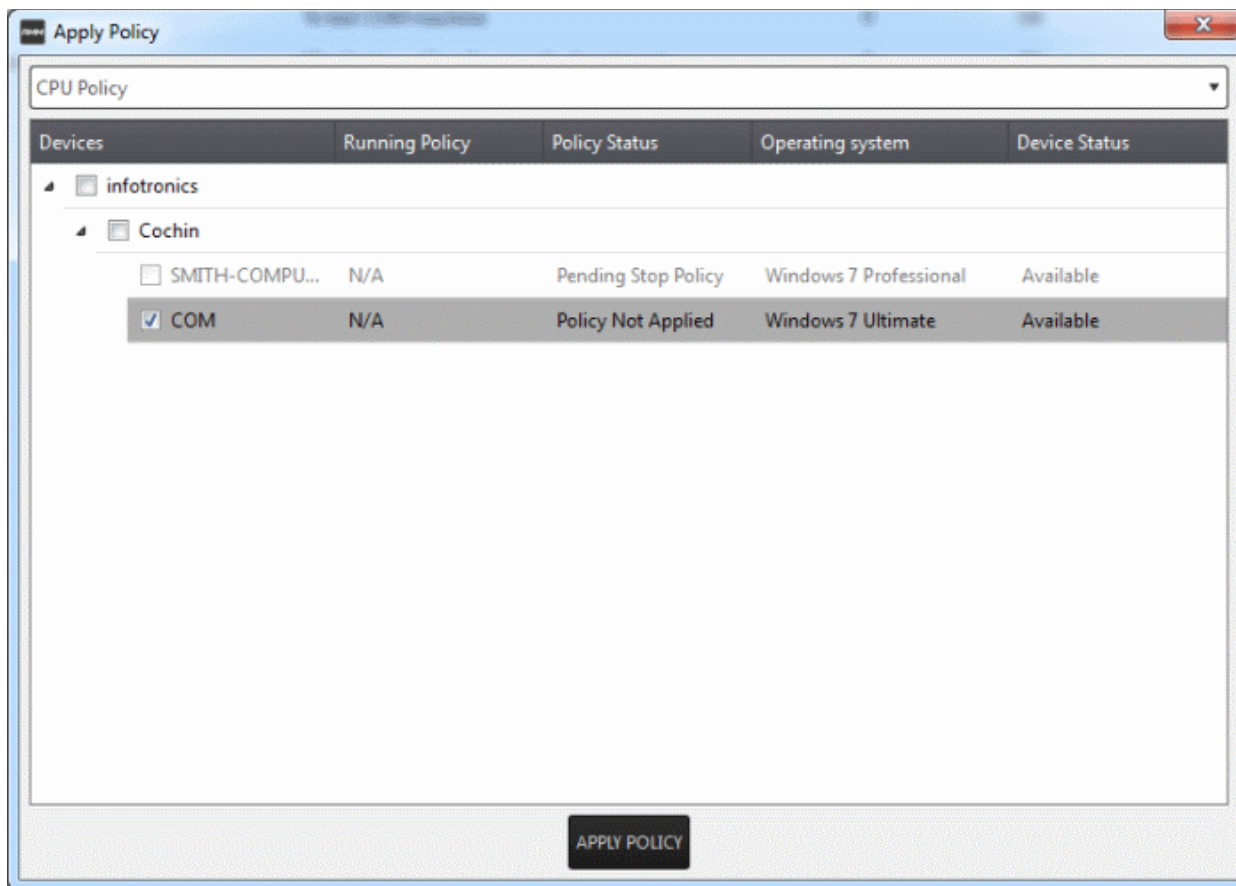 Apply Policy
CPU Policy
Devices Running Policy Policy Status Operating system Device Status
infotronics
Cochin
SMITH-COMPU... N/A Pending Stop Policy Windows 7 Professional Available
COM N/A Policy Not Applied Windows 7 Ultimate Available
APPLY POLICY